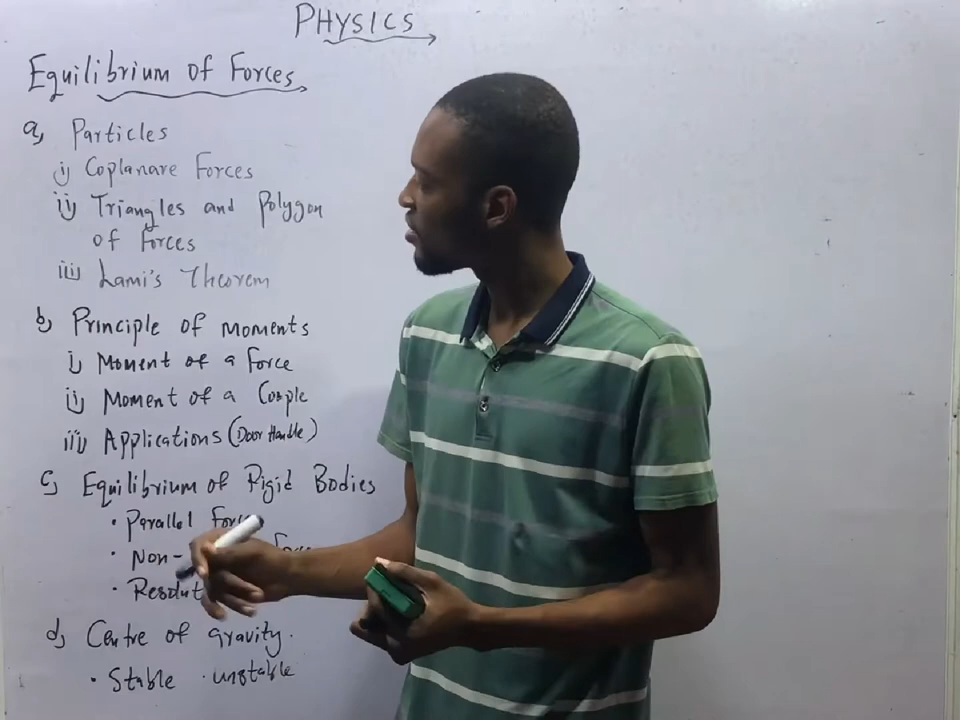 PHYSICS
Equilibrium of Forces
a) Particles
i) Coplanare Forces
ii) Triangles and Polygon
of Forces
iii) Lami's Theorem
b) Principle of moments
i) Moment of a Force
ii) Moment of a Couple
iii) Applications (Door Handle)
c) Equilibrium of Rigid Bodies
• Parallel
• Non-
d) Centre of gravity.
• Stable • unstable